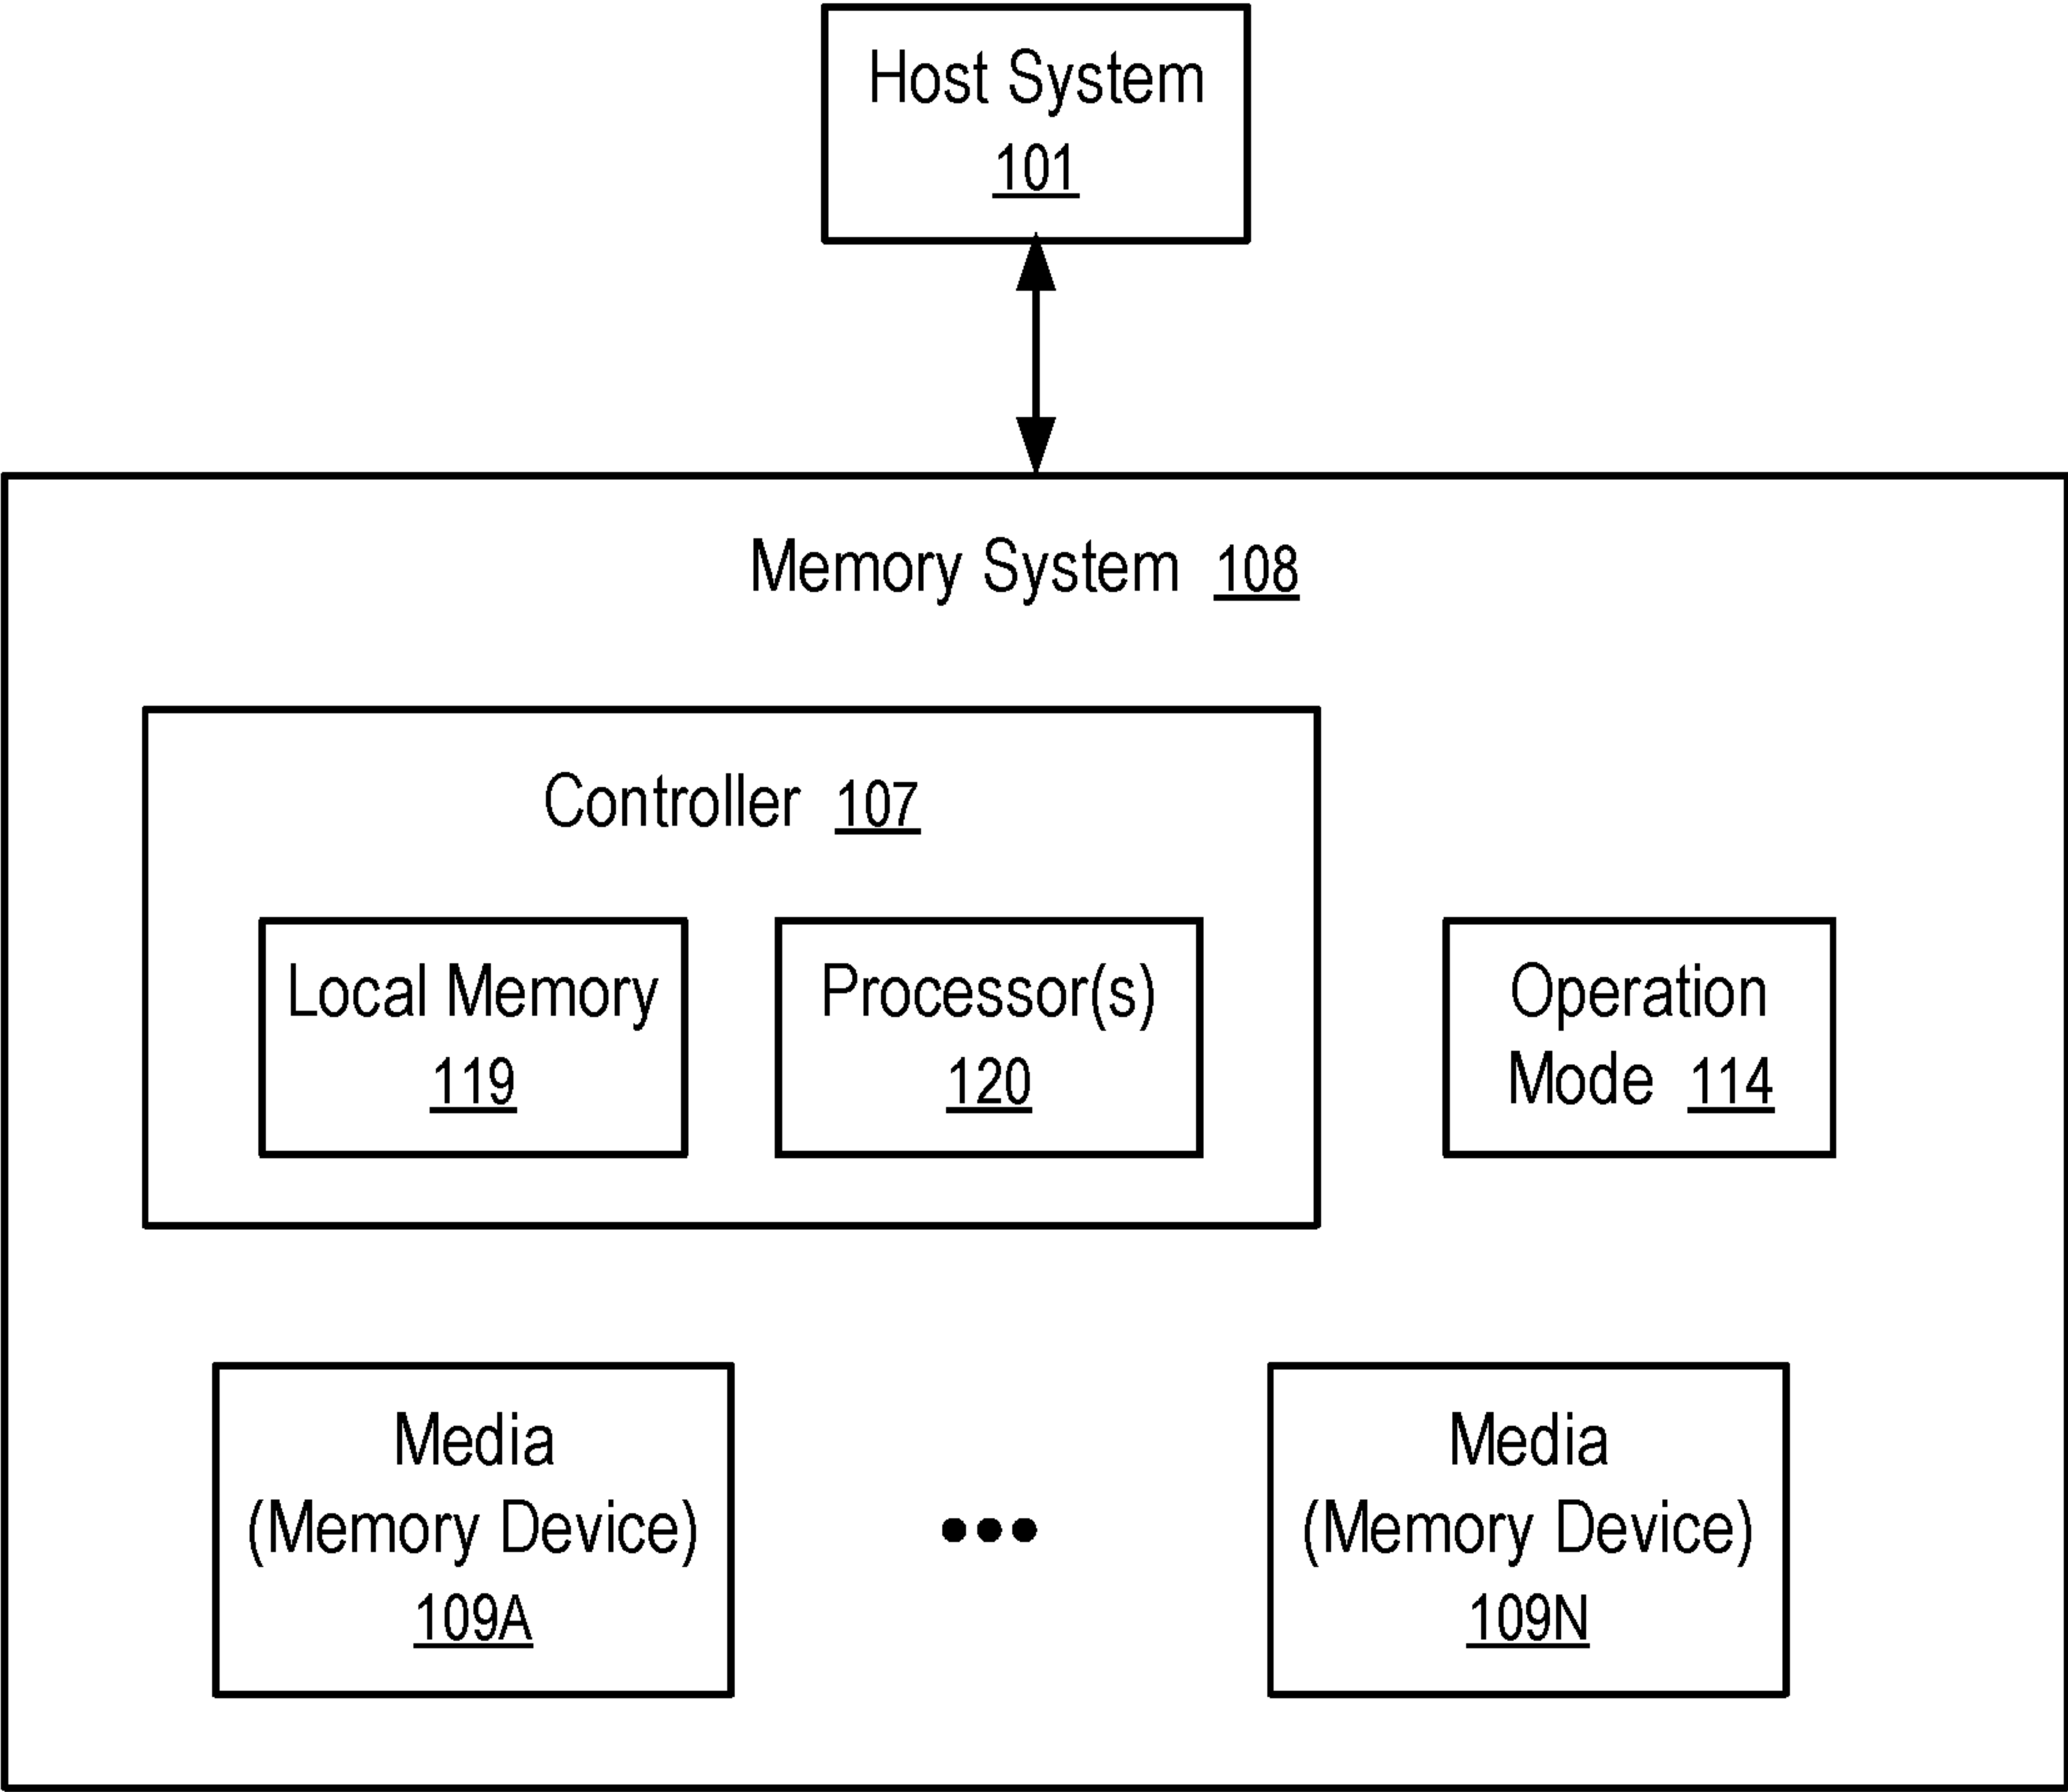 Host System
101
Memory System 108
Controller 107
Local Memory
119
Processor(s)
120
Operation
Mode 114
Media
(Memory Device)
109A
Media
(Memory Device)
109N